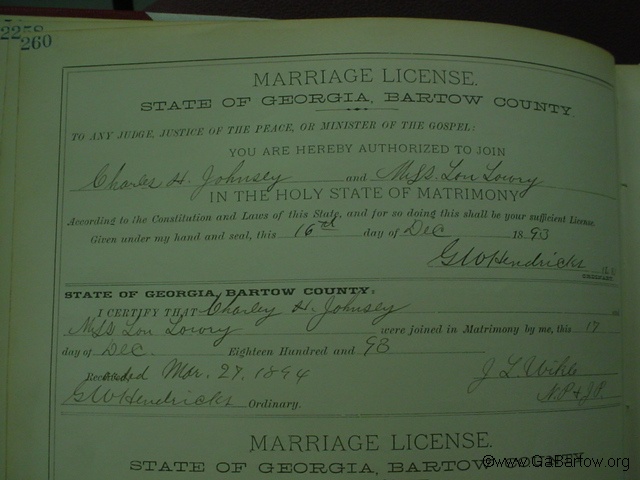 260
MARRIAGE LICENSE.
STATE OF GEORGIA, BARTOW COUNTY.
TO ANY JUDGE, JUSTICE OF THE PEACE, OR MINISTER OF THE GOSPEL:
YOU ARE HEREBY AUTHORIZED TO JOIN
Charles H. Johnsey and Miss. Lon Lowry
IN THE HOLY STATE OF MATRIMONY
According to the Constitution and Laws of this State, and for so doing this shall be your sufficient License.
Given under my hand and seal, this 16th day of Dec 1893
G W Hendricks
ORDINARY.
STATE OF GEORGIA, BARTOW COUNTY:
I CERTIFY THAT Charley H. Johnsey and
Miss Lon Lowry were joined in Matrimony by me, this 17
day of Dec. Eighteen Hundred and 93
Recorded Mar. 27, 1894 J L
G W Hendricks Ordinary. N.P & J.P.
MARRIAGE LICENSE.
STATE OF GEORGIA, BARTOW COUNTY.
©www.GaBartow.org